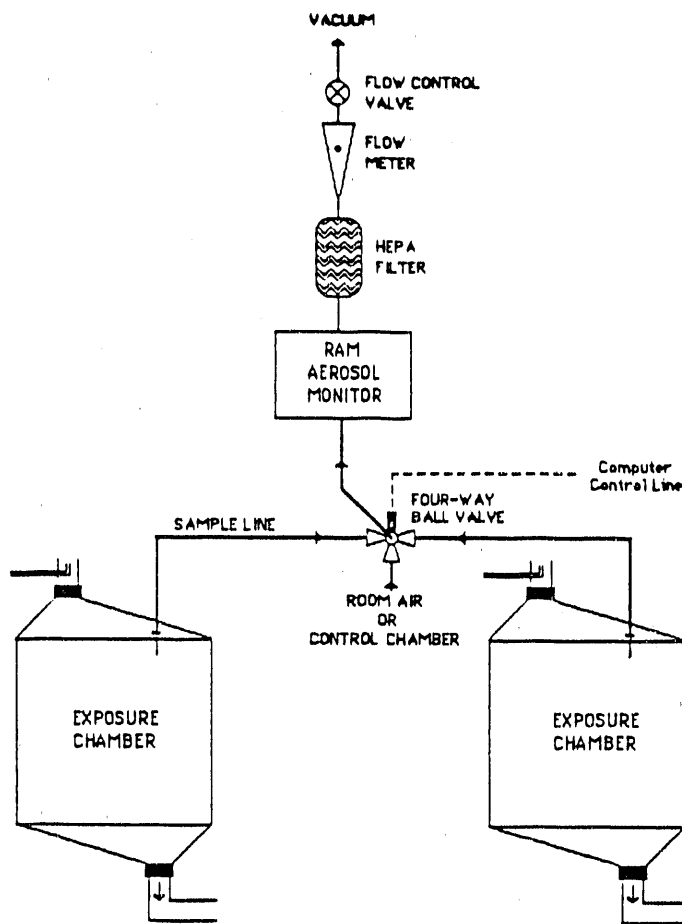 VACUUM
FLOW CONTROL
VALVE
FLOW
METER
HEPA
FILTER
RAM
AEROSOL
MONITOR
Computer
Control Line
FOUR-WAY
BALL VALVE
SAMPLE LINE
ROOM AIR
OR
CONTROL CHAMBER
EXPOSURE
CHAMBER
EXPOSURE
CHAMBER